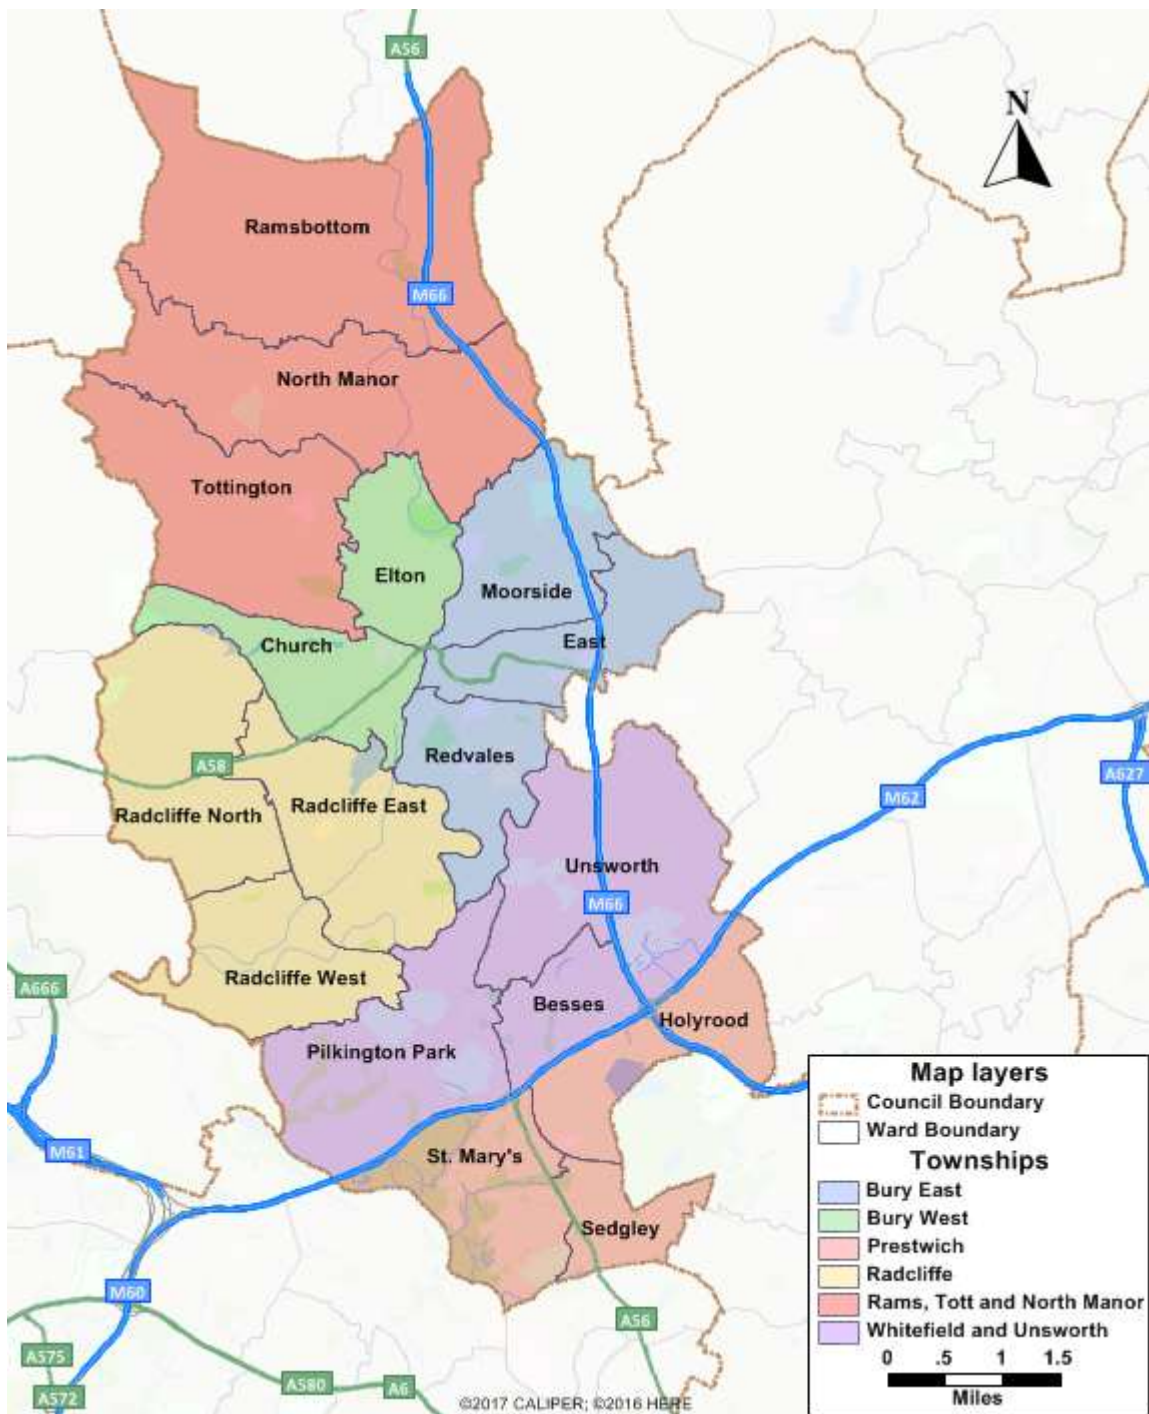 A56
N
Ramsbottom
M66
North Manor
Tottington
Elton
Moorside
Church
East
Redvales
A58
Radcliffe East
Radcliffe North
M62
A627
Unsworth
M66
Radcliffe West
A666
Besses
Holyrood
Pilkington Park
M61
St. Mary's
Sedgley
M60
A56
A575
A580
A6
A572
Map layers
Council Boundary
Ward Boundary
Townships
Bury East
Bury West
Prestwich
Radcliffe
Rams, Tott and North Manor
Whitefield and Unsworth
0 .5 1 1.5
Miles
©2017 CALIPER; ©2016 HERE